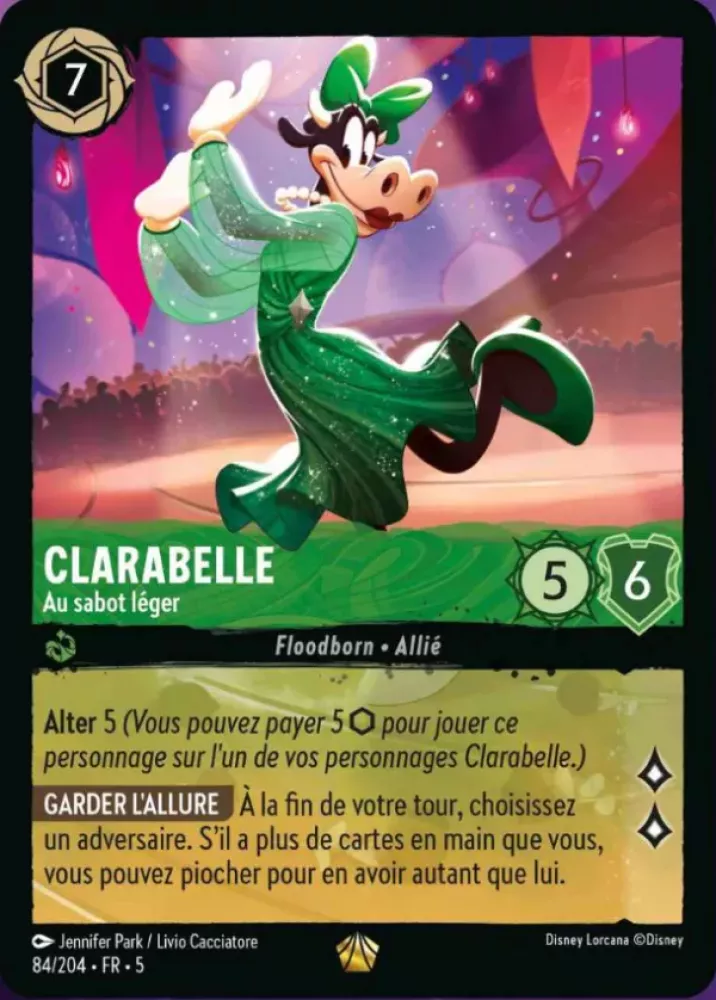 7
CLARABELLE
Au sabot léger
5
6
Floodborn • Allié
Alter 5 (Vous pouvez payer 5 ⬡ pour jouer ce
personnage sur l'un de vos personnages Clarabelle.)
GARDER L'ALLURE À la fin de votre tour, choisissez
un adversaire. S'il a plus de cartes en main que vous,
vous pouvez piocher pour en avoir autant que lui.
Jennifer Park / Livio Cacciatore
Disney Lorcana ©Disney
84/204 • FR • 5